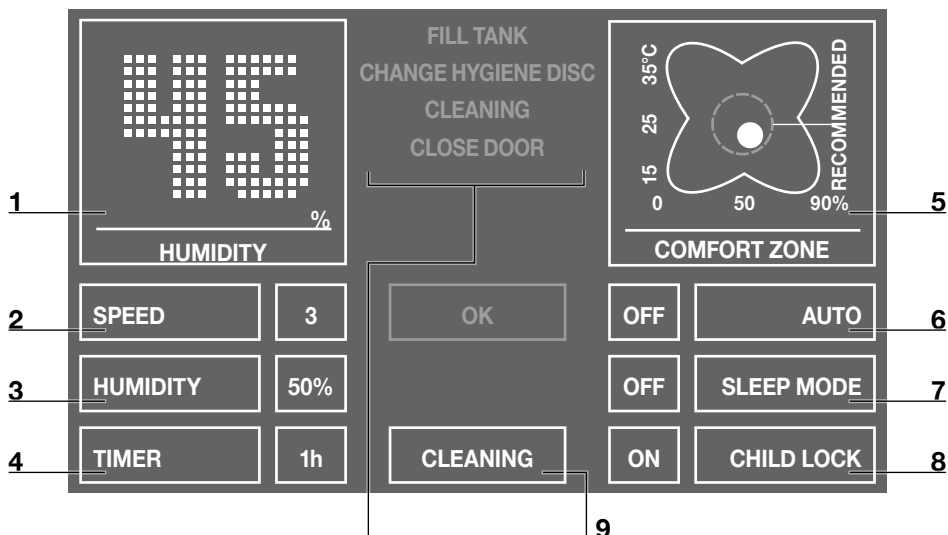 45
%
HUMIDITY
FILL TANK
CHANGE HYGIENE DISC
CLEANING
CLOSE DOOR
35°C
25
15
0 50 90%
RECOMMENDED
COMFORT ZONE
1
5
2 SPEED 3 OK OFF AUTO 6
3 HUMIDITY 50% OFF SLEEP MODE 7
4 TIMER 1h CLEANING ON CHILD LOCK 8
9